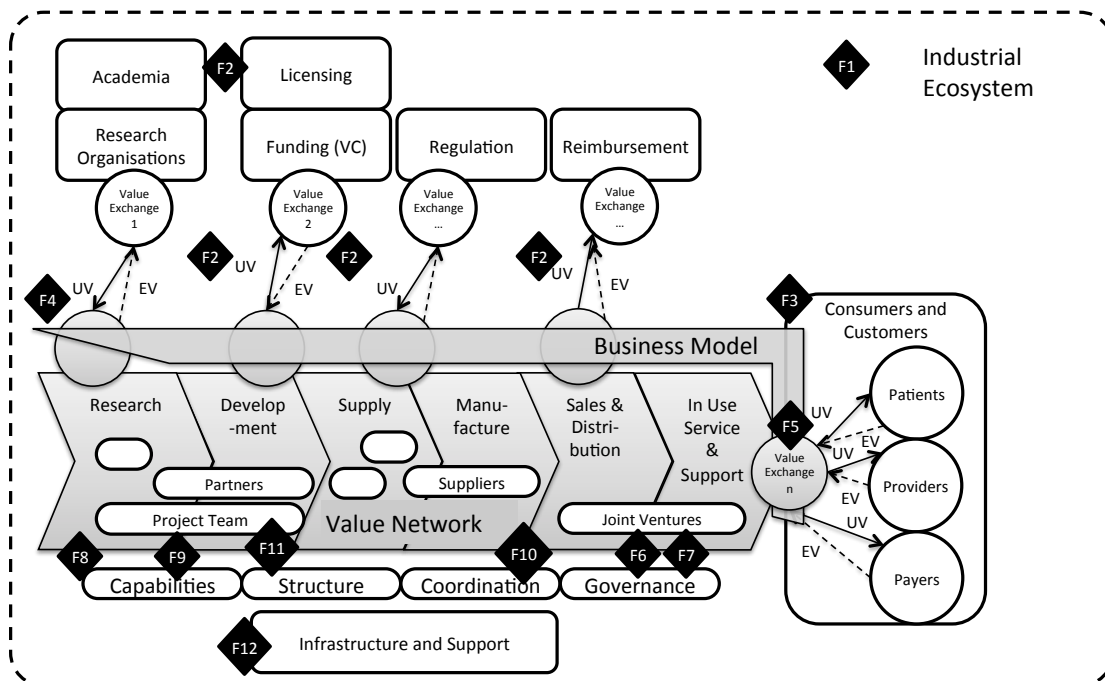 F1
Industrial
Ecosystem
Academia
F2
Licensing
Research
Organisations
Funding (VC)
Regulation
Reimbursement
Value
Exchange
1
Value
Exchange
2
Value
Exchange
...
Value
Exchange
...
F2
UV
F2
F2
UV
F4
UV
EV
EV
UV
EV
EV
F3
Consumers and
Customers
Business Model
Research
Develop
-ment
Supply
Manu-
facture
Sales &
Distri-
bution
In Use
Service
&
Support
F5
UV
Value
Exchange
n
Patients
EV
UV
Providers
EV
UV
EV
Payers
Partners
Suppliers
Project Team
Value Network
Joint Ventures
F8
F9
F11
F10
F6
F7
Capabilities
Structure
Coordination
Governance
F12
Infrastructure and Support